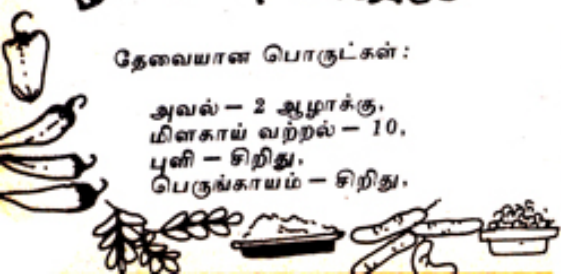 தேவையான பொருட்கள் :
அவல் – 2 ஆழாக்கு,
மிளகாய் வற்றல் – 10,
புளி – சிறிது,
பெருங்காயம் – சிறிது,